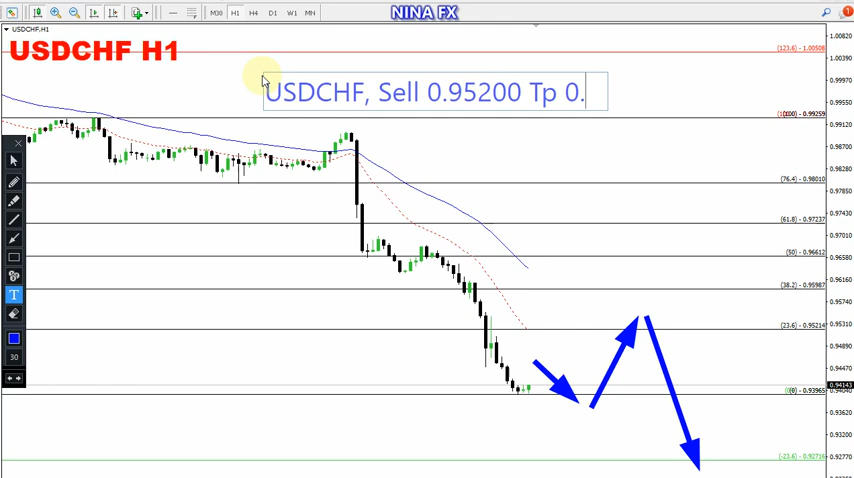 NINA FX
M30 H1 H4 D1 W1 MN
USDCHF.H1
USDCHF H1
USDCHF, Sell 0.95200 Tp 0.
(123.6) - 1.00508
(100) - 0.99259
(76.4) - 0.98010
(61.8) - 0.97237
(50) - 0.96612
(38.2) - 0.95987
(23.6) - 0.95214
(0) - 0.93965
(-23.6) - 0.92716
1.00820
1.00390
0.99970
0.99550
0.99120
0.98700
0.98280
0.97850
0.97430
0.97010
0.96580
0.96160
0.95740
0.95310
0.94890
0.94470
0.94143
0.94040
0.93620
0.93200
0.92770
T
30